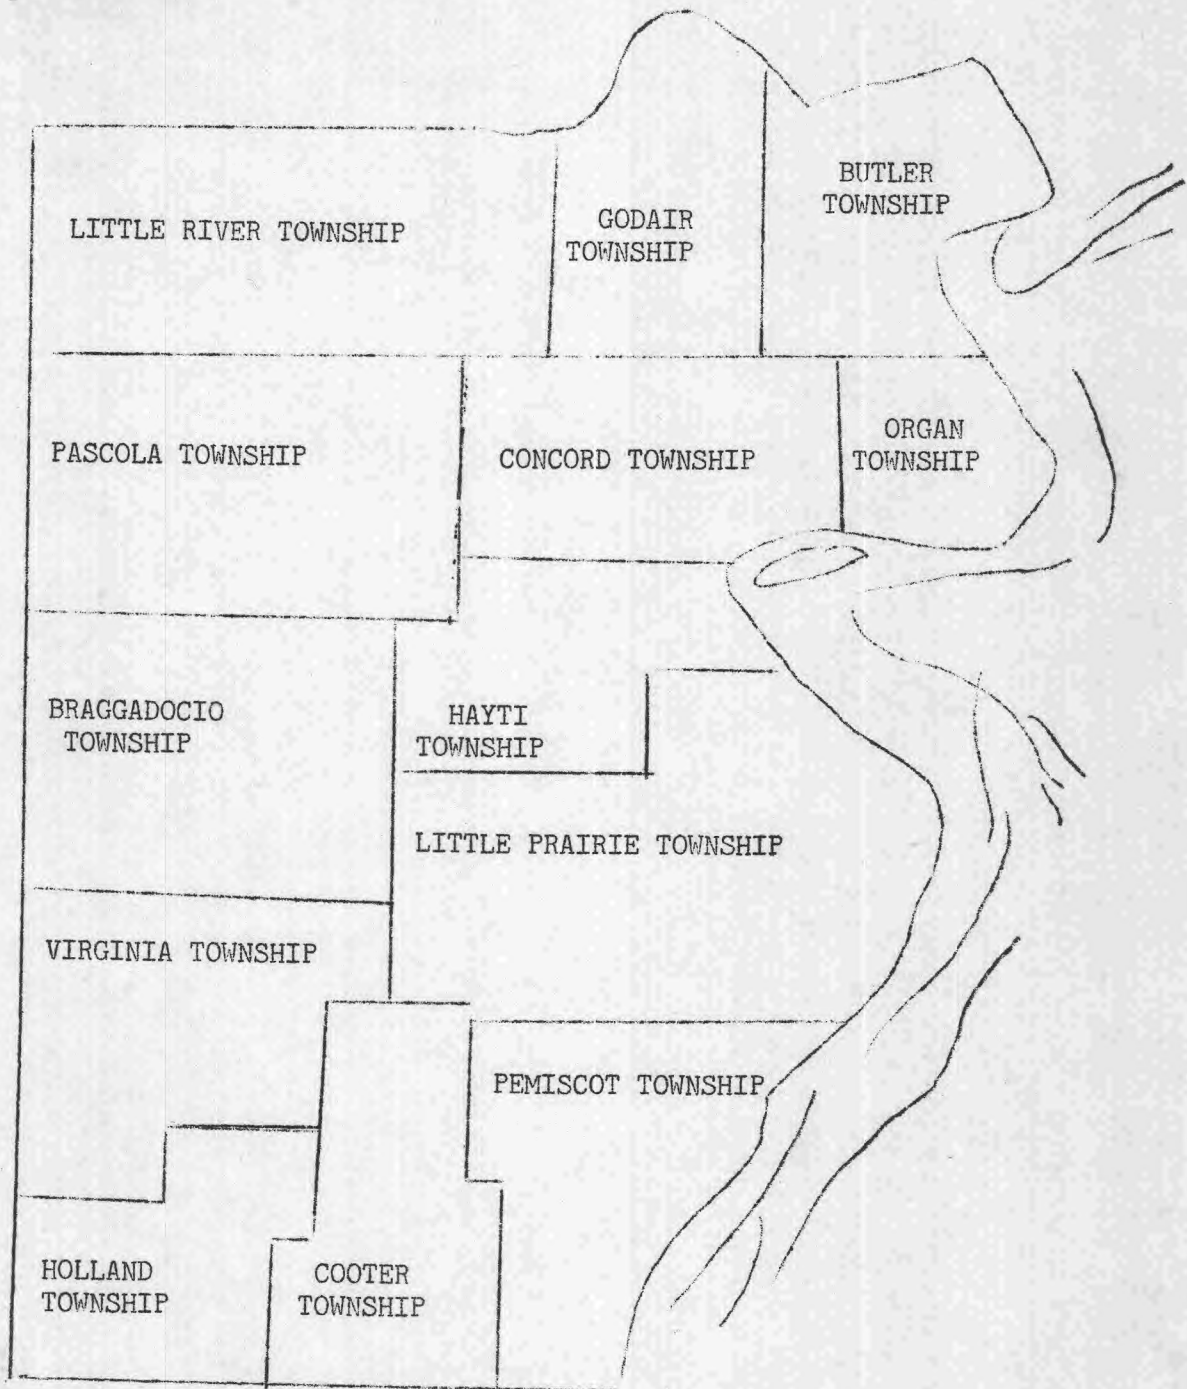 BUTLER
TOWNSHIP
LITTLE RIVER TOWNSHIP
GODAIR
TOWNSHIP
PASCOLA TOWNSHIP
CONCORD TOWNSHIP
ORGAN
TOWNSHIP
BRAGGADOCIO
TOWNSHIP
HAYTI
TOWNSHIP
LITTLE PRAIRIE TOWNSHIP
VIRGINIA TOWNSHIP
PEMISCOT TOWNSHIP
HOLLAND
TOWNSHIP
COOTER
TOWNSHIP